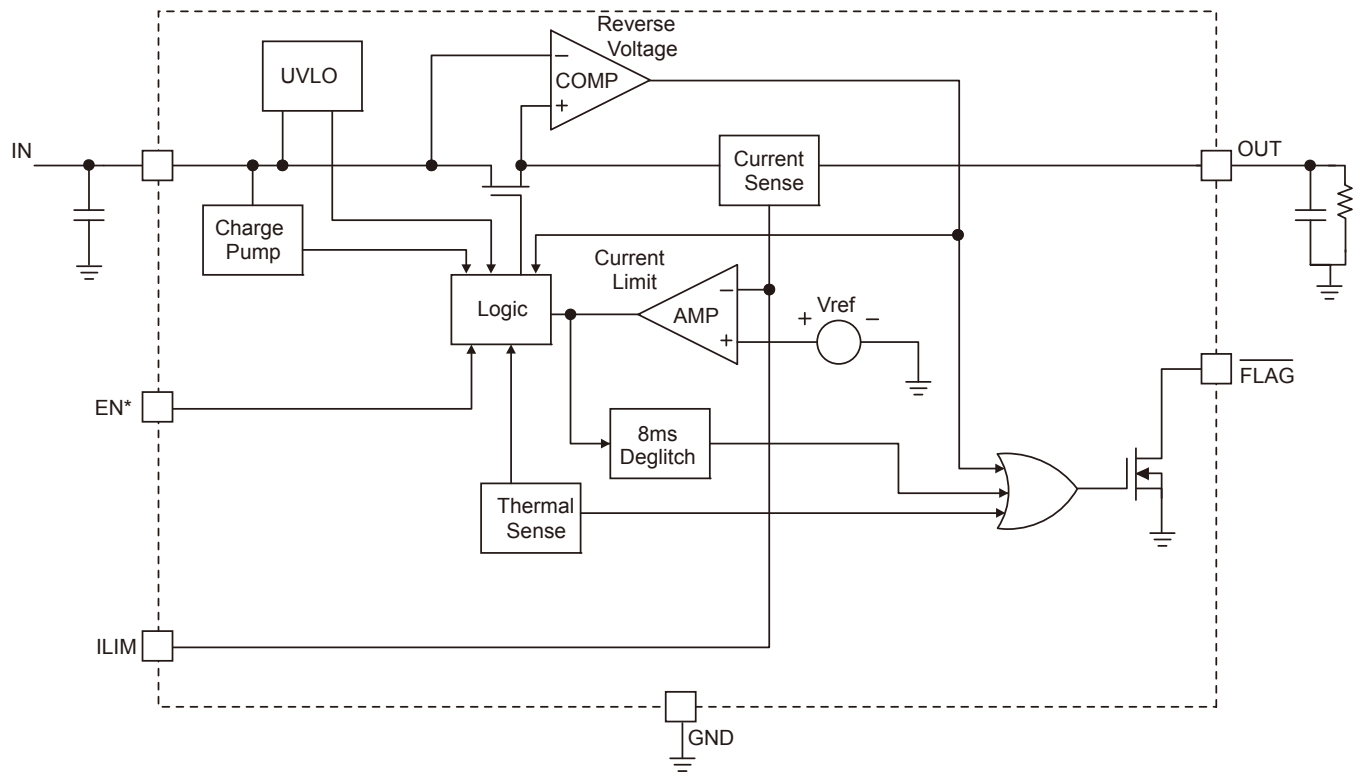 Reverse
Voltage
UVLO
−
COMP
+
IN
OUT
Current
Sense
Charge
Pump
Current
Limit
Logic
−
AMP
+
+ Vref −
FLAG
EN*
8ms
Deglitch
Thermal
Sense
ILIM
GND